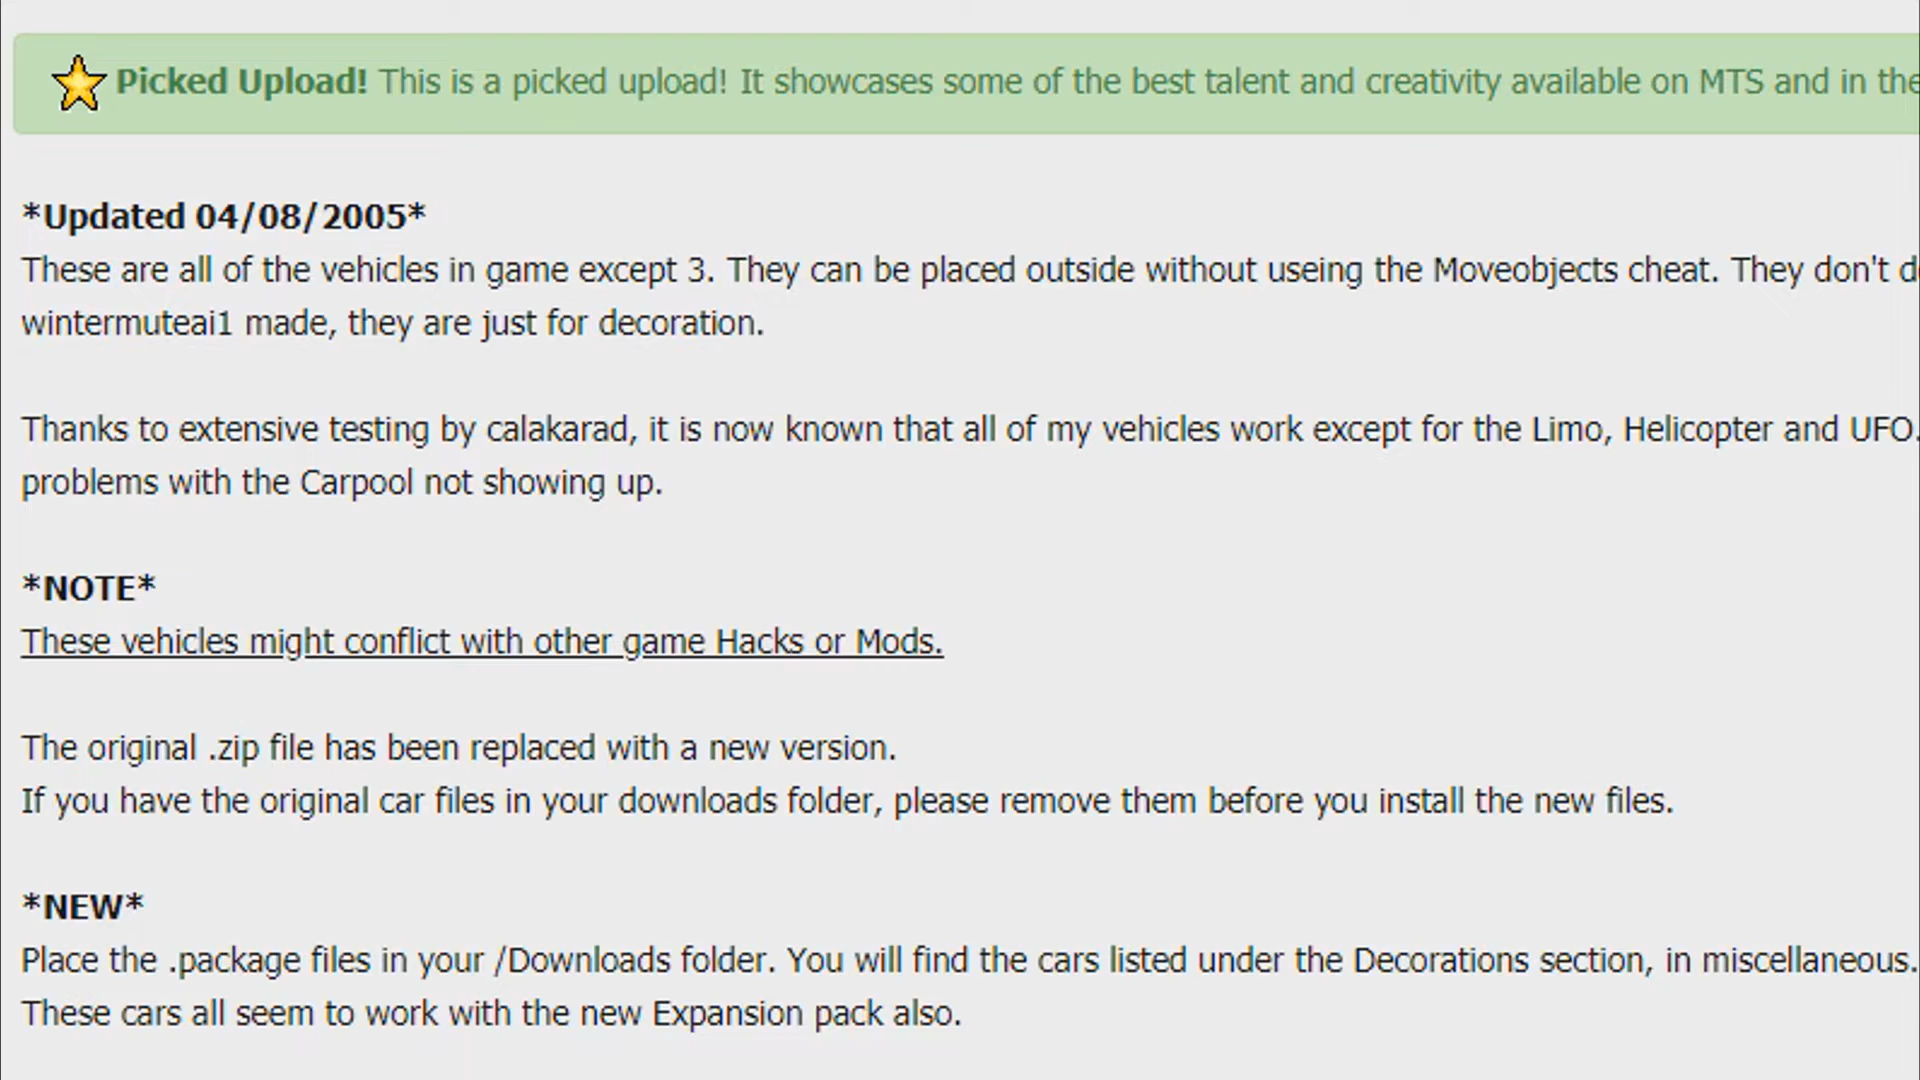 Picked Upload! This is a picked upload! It showcases some of the best talent and creativity available on MTS and in the
*Updated 04/08/2005*
These are all of the vehicles in game except 3. They can be placed outside without useing the Moveobjects cheat. They don't d
wintermuteai1 made, they are just for decoration.
Thanks to extensive testing by calakarad, it is now known that all of my vehicles work except for the Limo, Helicopter and UFO.
problems with the Carpool not showing up.
*NOTE*
These vehicles might conflict with other game Hacks or Mods.
The original .zip file has been replaced with a new version.
If you have the original car files in your downloads folder, please remove them before you install the new files.
*NEW*
Place the .package files in your /Downloads folder. You will find the cars listed under the Decorations section, in miscellaneous.
These cars all seem to work with the new Expansion pack also.